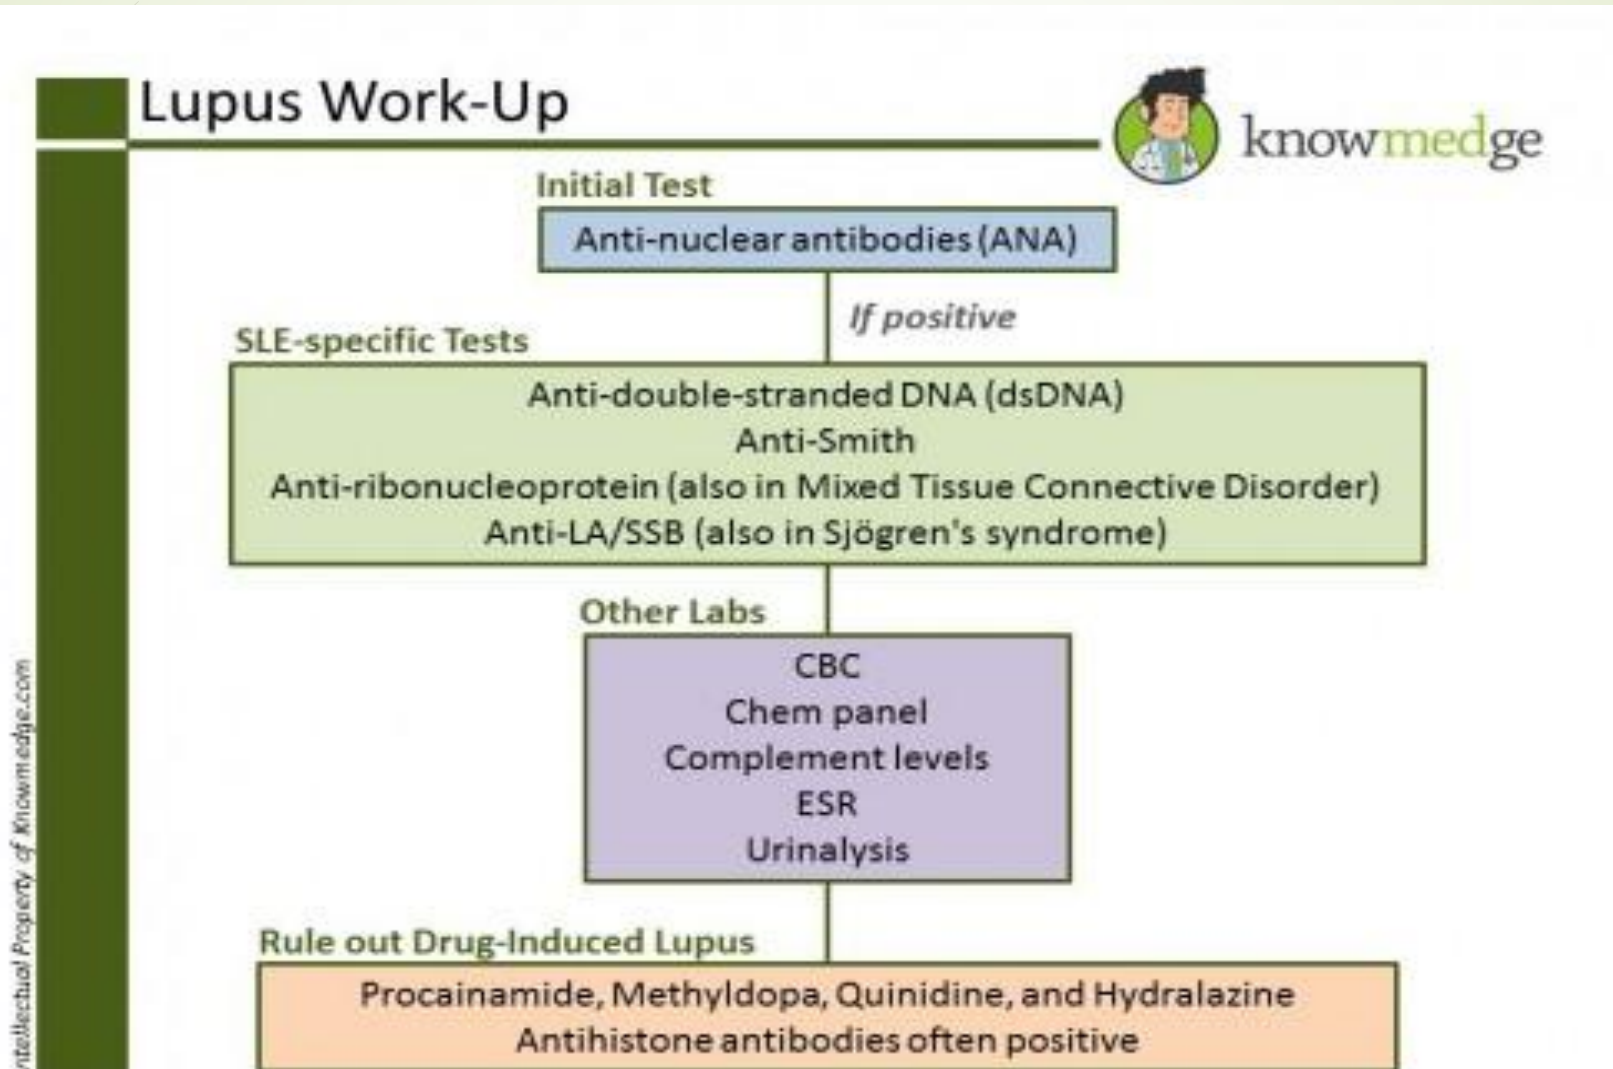 Lupus Work-Up
knowmedge
Initial Test
Anti-nuclear antibodies (ANA)
If positive
SLE-specific Tests
Anti-double-stranded DNA (dsDNA)
Anti-Smith
Anti-ribonucleoprotein (also in Mixed Tissue Connective Disorder)
Anti-LA/SSB (also in Sjögren's syndrome)
Other Labs
CBC
Chem panel
Complement levels
ESR
Urinalysis
Rule out Drug-Induced Lupus
Procainamide, Methyldopa, Quinidine, and Hydralazine
Antihistone antibodies often positive
ntellectual Property of Knowmedge.com